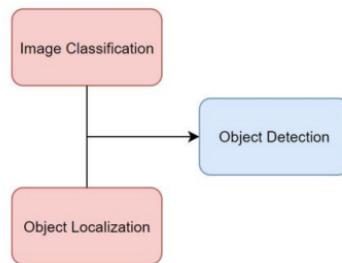 Image Classification
Object Detection
Object Localization